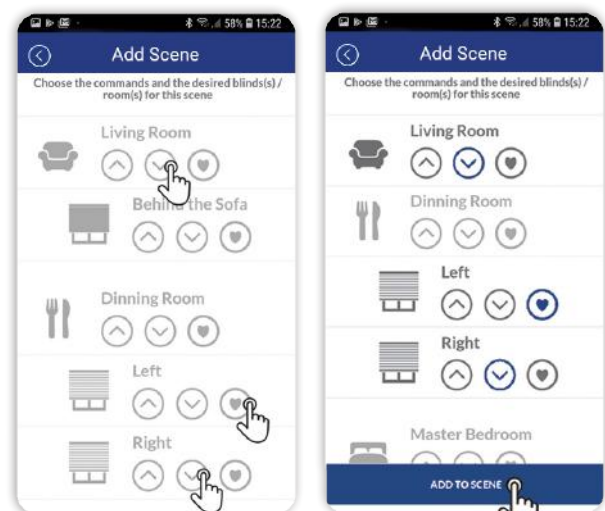 58% 15:22
Add Scene
Choose the commands and the desired blinds(s) /
room(s) for this scene
Living Room
Behind the Sofa
Dinning Room
Left
Right
58% 15:22
Add Scene
Choose the commands and the desired blinds(s) /
room(s) for this scene
Living Room
Dinning Room
Left
Right
Master Bedroom
ADD TO SCENE